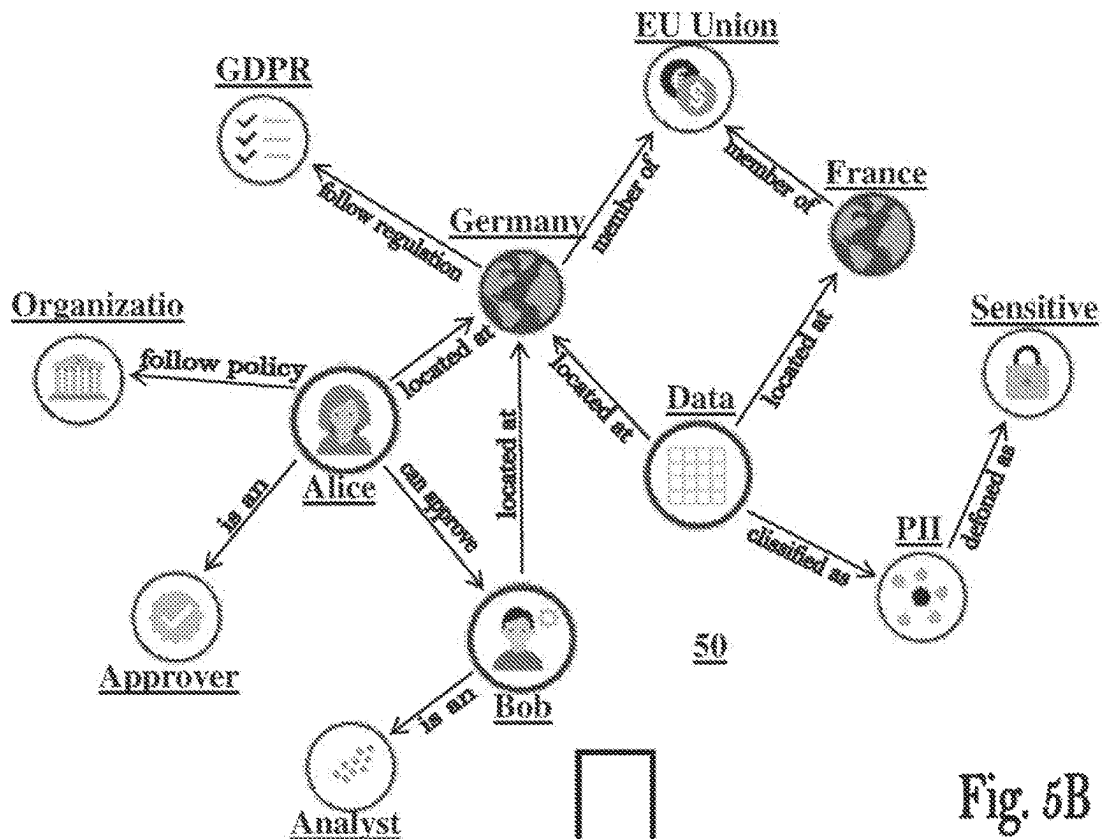 EU Union
GDPR
France
member of
member of
follow regulation
Germany
Organizatio
follow policy
located at
located at
located at
located at
Sensitive
Data
Alice
can approve
is an
clissified as
defoned as
PII
Approver
50
Bob
is an
Analyst
Fig. 5B